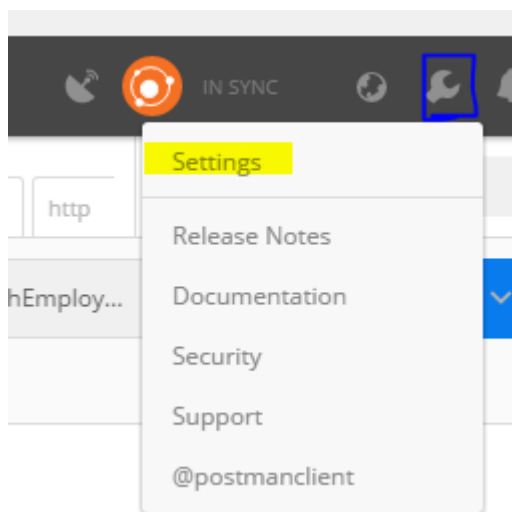 IN SYNC
Settings
http
Release Notes
hEmploy...
Documentation
Security
Support
@postmanclient